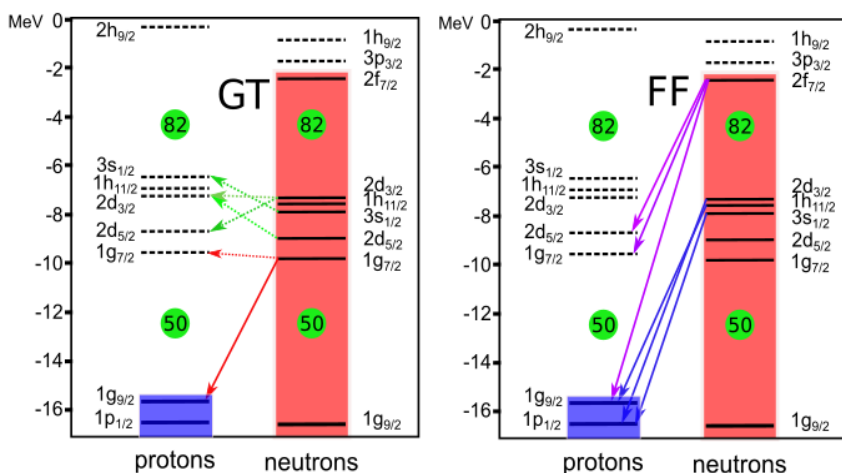 MeV 0
-2
-4
-6
-8
-10
-12
-14
-16
2h9/2
3s1/2
1h11/2
2d3/2
2d5/2
1g7/2
1g9/2
1p1/2
GT
82
82
50
50
1h9/2
3p3/2
2f7/2
2d3/2
1h11/2
3s1/2
2d5/2
1g7/2
1g9/2
protons neutrons
MeV 0
-2
-4
-6
-8
-10
-12
-14
-16
2h9/2
3s1/2
1h11/2
2d3/2
2d5/2
1g7/2
1g9/2
1p1/2
FF
82
82
50
50
1h9/2
3p3/2
2f7/2
2d3/2
1h11/2
3s1/2
2d5/2
1g7/2
1g9/2
protons neutrons